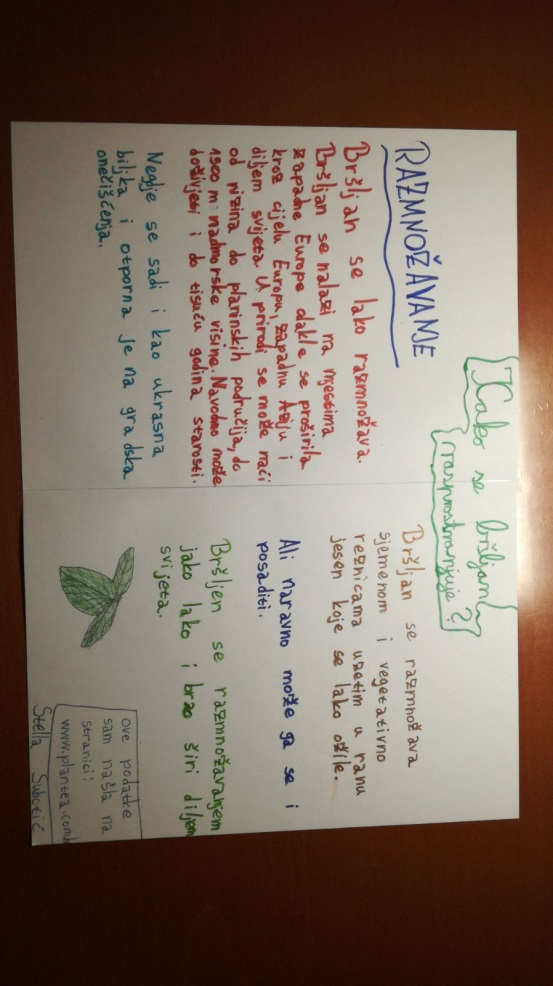 Kako se bršljan
rasprostranjuje?
RAZMNOŽAVANJE
Bršljan se lako razmnožava.
Bršljan se nalazi na mjestima
zapadne Europe odakle se proširila
kroz cijelu Europu, zapadnu Aziju i
diljem svijeta. U prirodi se može naći
od nizina do planinskih područja, do
1900 m nadmorske visine. Navodno može
doživjeti i do tisuću godina starosti.
Negdje se sadi i kao ukrasna
biljka i otporna je na gradska
onečišćenja.
Bršljan se razmnožava
sjemenom i vegetativno
reznicama uzetim u ranu
jesen koje se lako ožile.
Ali naravno može ga se i
posaditi.
Bršljen se razmnožavanjem
jako lako i brzo širi diljem
svijeta.
ove podatke
sam našla na
stranici:
www.plantea.com
Stella Subotić